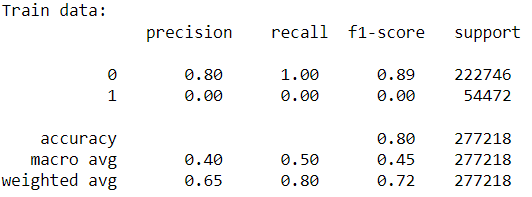 Train data:
precision recall f1-score support
0 0.80 1.00 0.89 222746
1 0.00 0.00 0.00 54472
accuracy 0.80 277218
macro avg 0.40 0.50 0.45 277218
weighted avg 0.65 0.80 0.72 277218